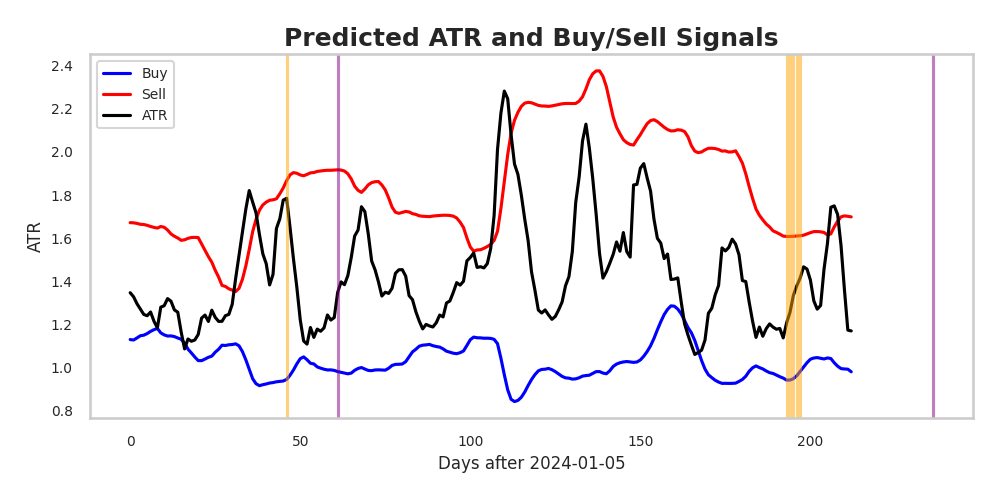 Predicted ATR and Buy/Sell Signals
Buy
Sell
ATR
2.4
2.2
2.0
1.8
1.6
1.4
1.2
1.0
0.8
ATR
0 50 100 150 200
Days after 2024-01-05